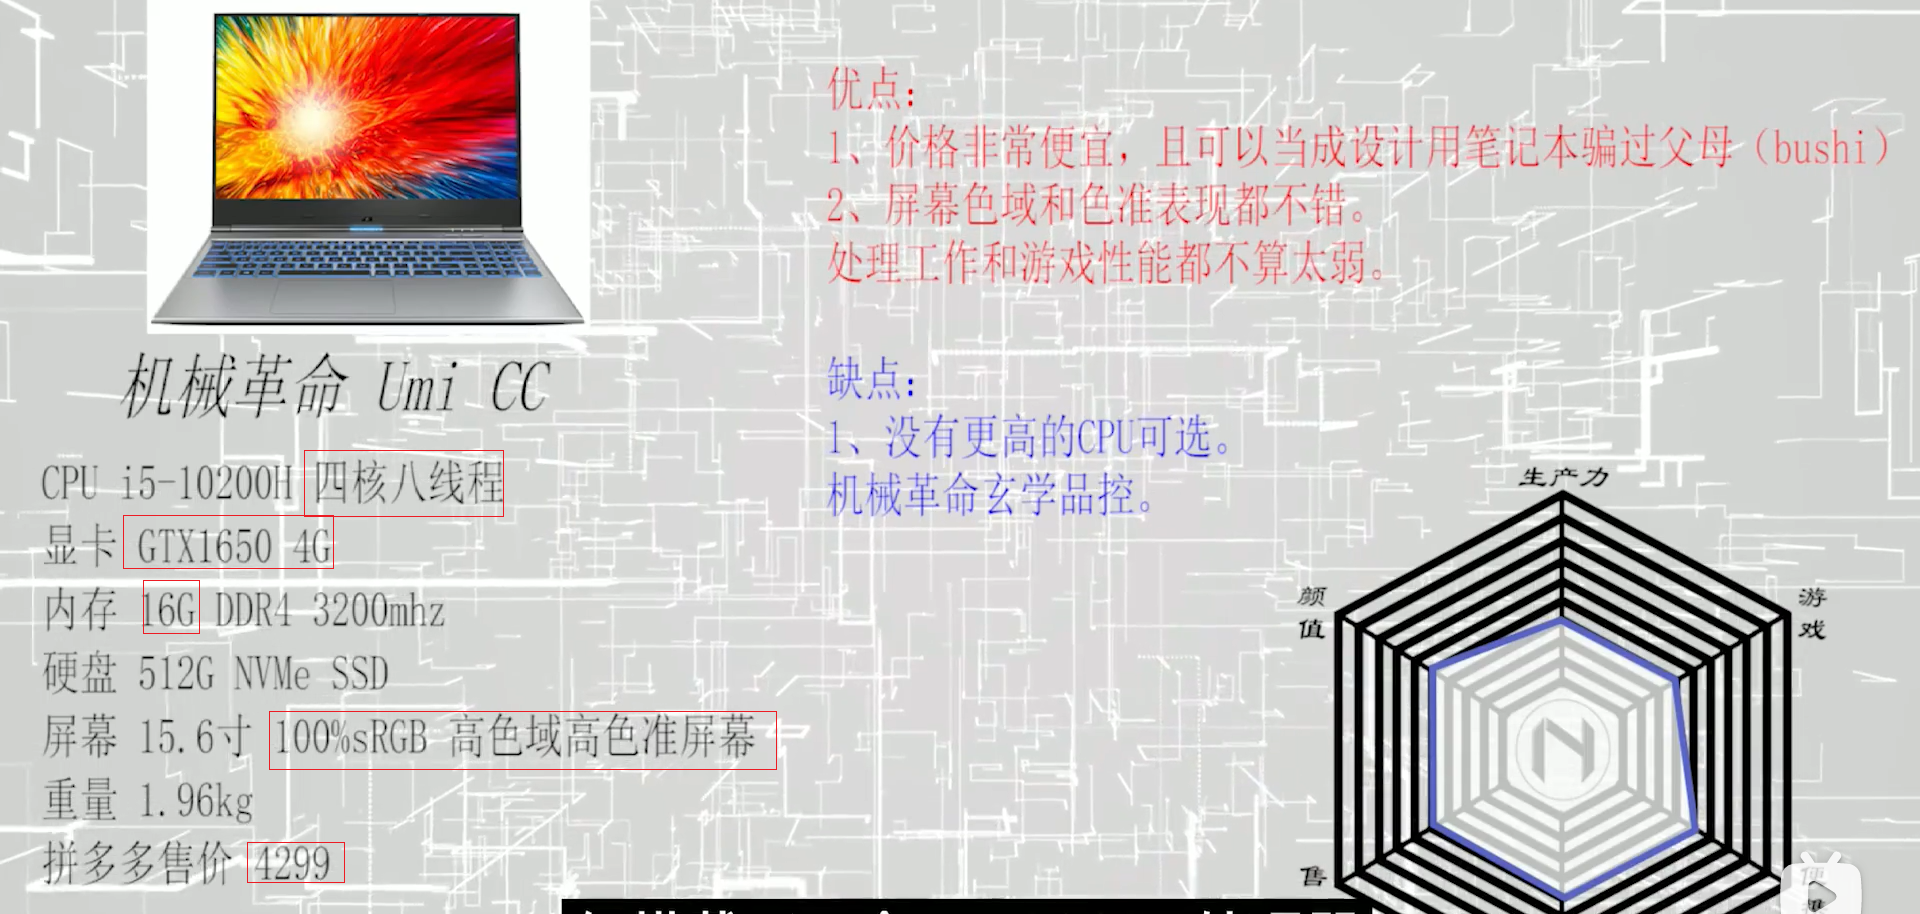 优点:
1、价格非常便宜，且可以当成设计用笔记本骗过父母（bushi）
2、屏幕色域和色准表现都不错。
处理工作和游戏性能都不算太弱。
缺点:
1、没有更高的CPU可选。
机械革命玄学品控。
机械革命 Umi CC
CPU i5-10200H 四核八线程
显卡 GTX1650 4G
内存 16G DDR4 3200mhz
硬盘 512G NVMe SSD
屏幕 15.6寸 100%sRGB 高色域高色准屏幕
重量 1.96kg
拼多多售价 4299
生产力
颜值
游戏
售